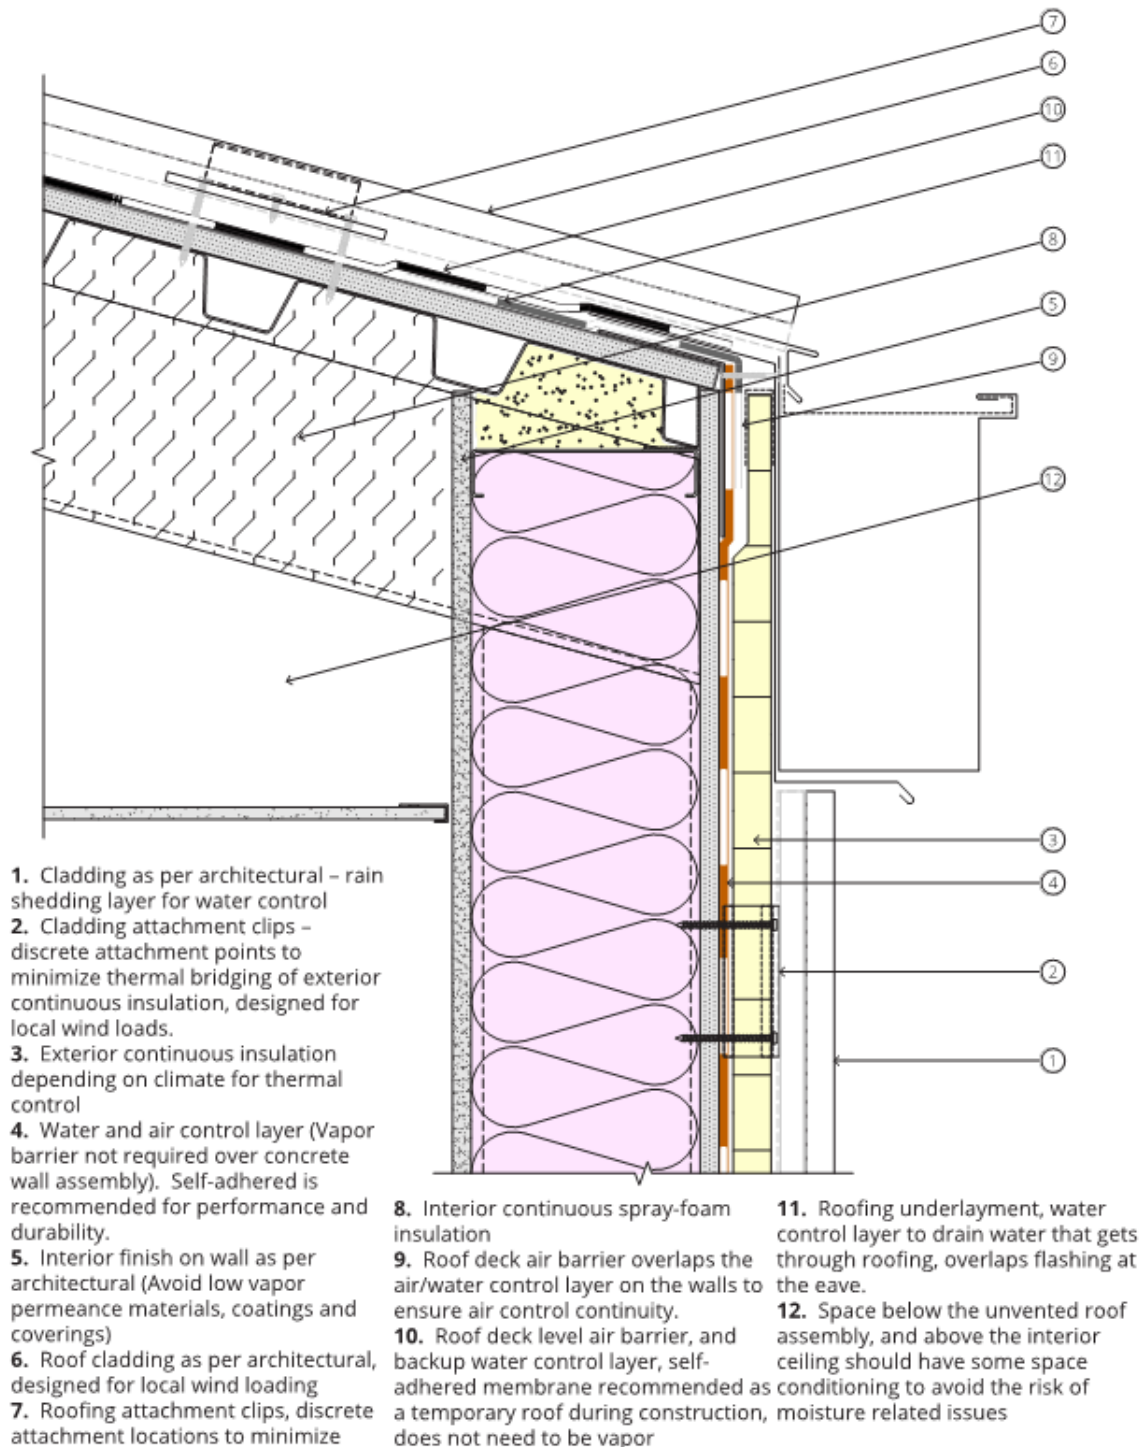 7
6
10
11
8
5
9
12
3
4
2
1
1. Cladding as per architectural – rain
shedding layer for water control
2. Cladding attachment clips –
discrete attachment points to
minimize thermal bridging of exterior
continuous insulation, designed for
local wind loads.
3. Exterior continuous insulation
depending on climate for thermal
control
4. Water and air control layer (Vapor
barrier not required over concrete
wall assembly). Self-adhered is
recommended for performance and
durability.
5. Interior finish on wall as per
architectural (Avoid low vapor
permeance materials, coatings and
coverings)
6. Roof cladding as per architectural,
designed for local wind loading
7. Roofing attachment clips, discrete
attachment locations to minimize
8. Interior continuous spray-foam
insulation
9. Roof deck air barrier overlaps the
air/water control layer on the walls to
ensure air control continuity.
10. Roof deck level air barrier, and
backup water control layer, self-
adhered membrane recommended as
a temporary roof during construction,
does not need to be vapor
11. Roofing underlayment, water
control layer to drain water that gets
through roofing, overlaps flashing at
the eave.
12. Space below the unvented roof
assembly, and above the interior
ceiling should have some space
conditioning to avoid the risk of
moisture related issues